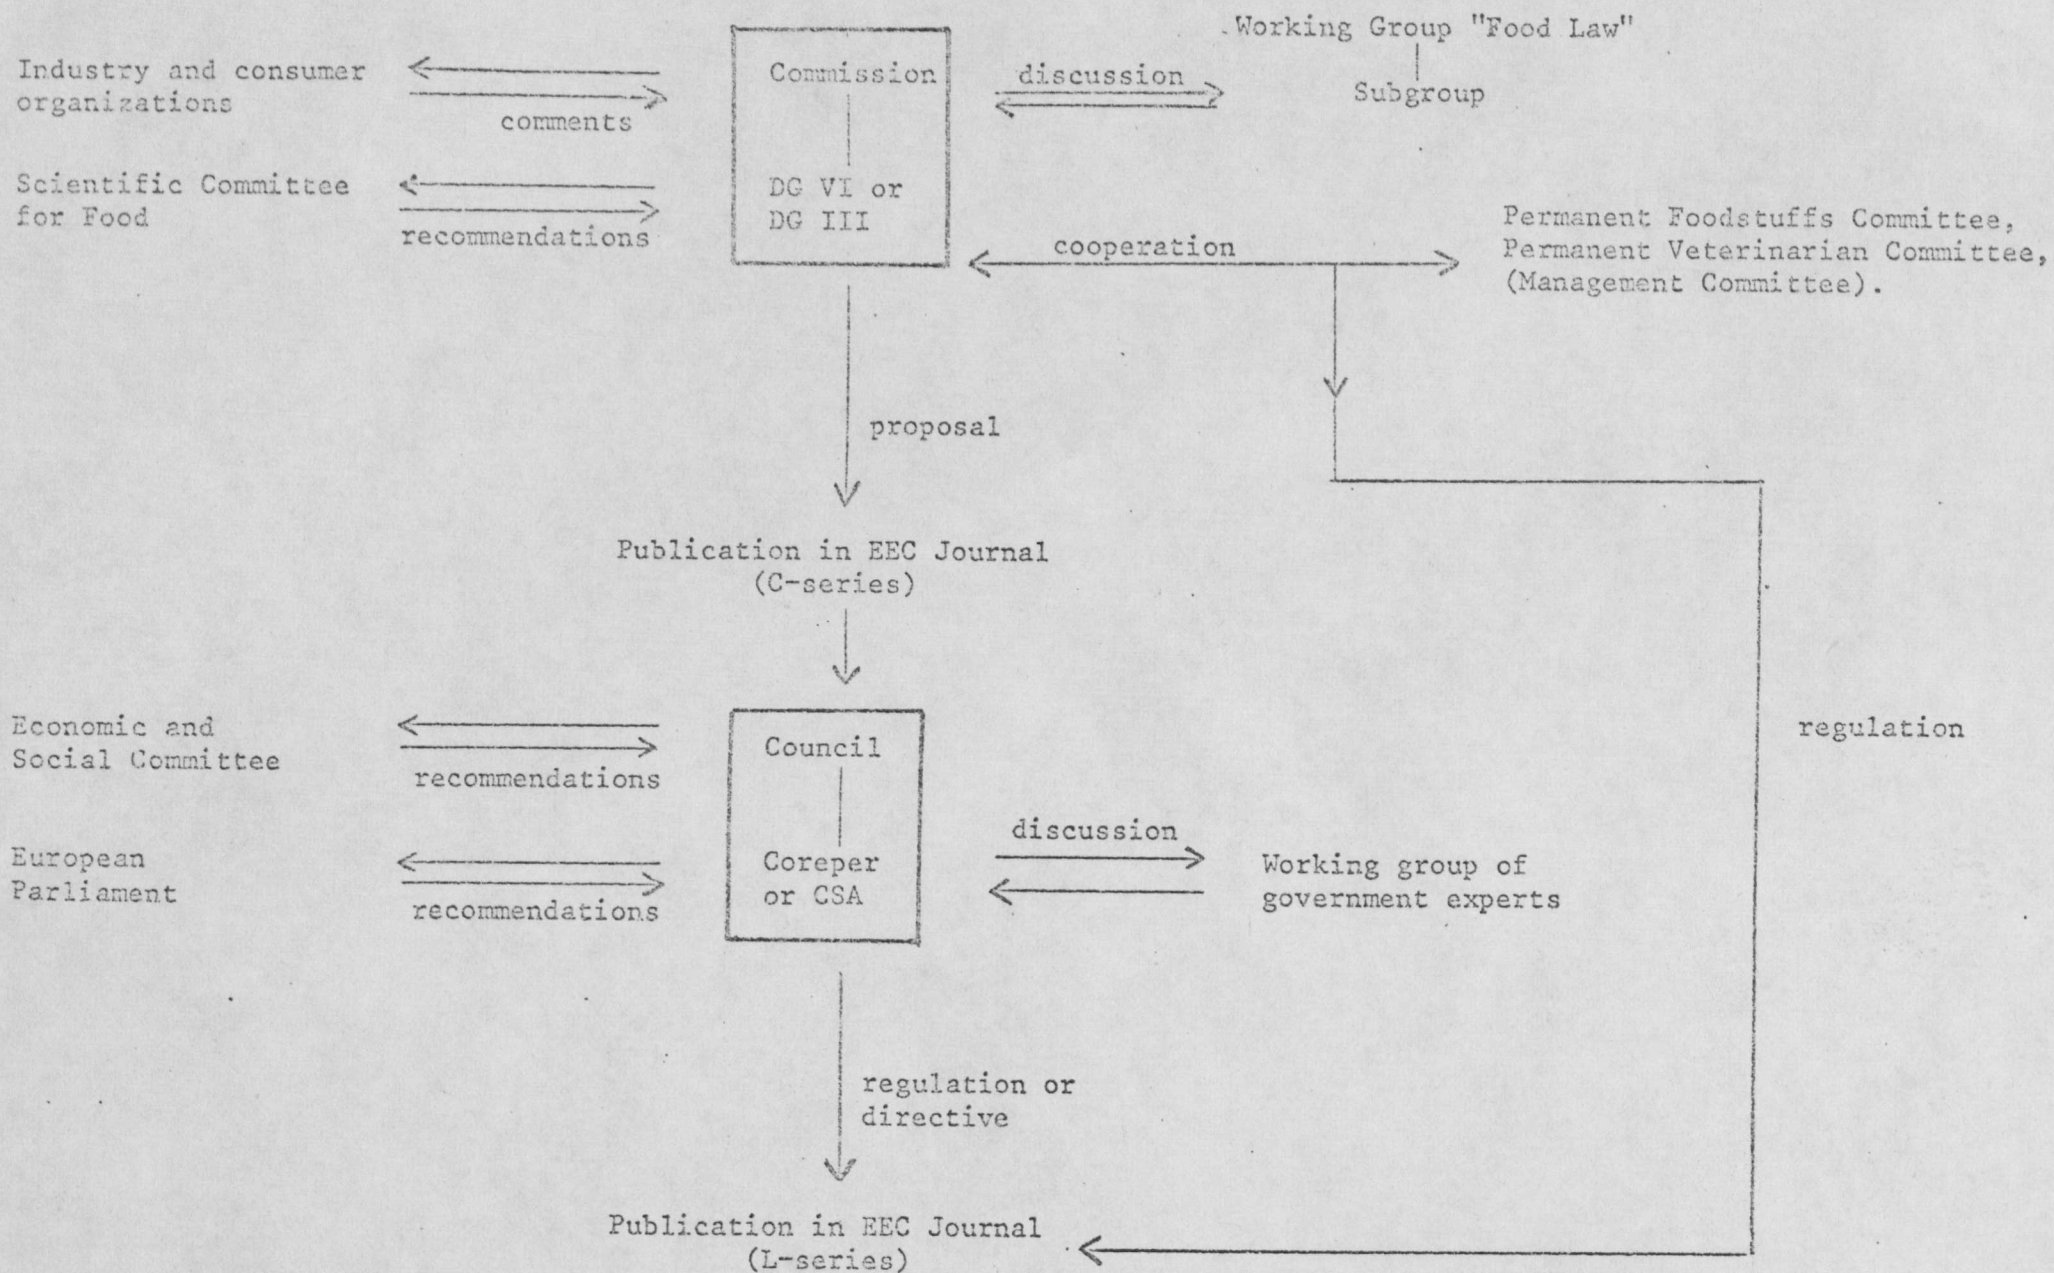 Working Group "Food Law"
Subgroup
Industry and consumer
organizations
comments
Commission
discussion
Scientific Committee
for Food
recommendations
DG VI or
DG III
cooperation
Permanent Foodstuffs Committee,
Permanent Veterinarian Committee,
(Management Committee).
proposal
Publication in EEC Journal
(C-series)
Economic and
Social Committee
recommendations
Council
regulation
European
Parliament
recommendations
Coreper
or CSA
discussion
Working group of
government experts
regulation or
directive
Publication in EEC Journal
(L-series)